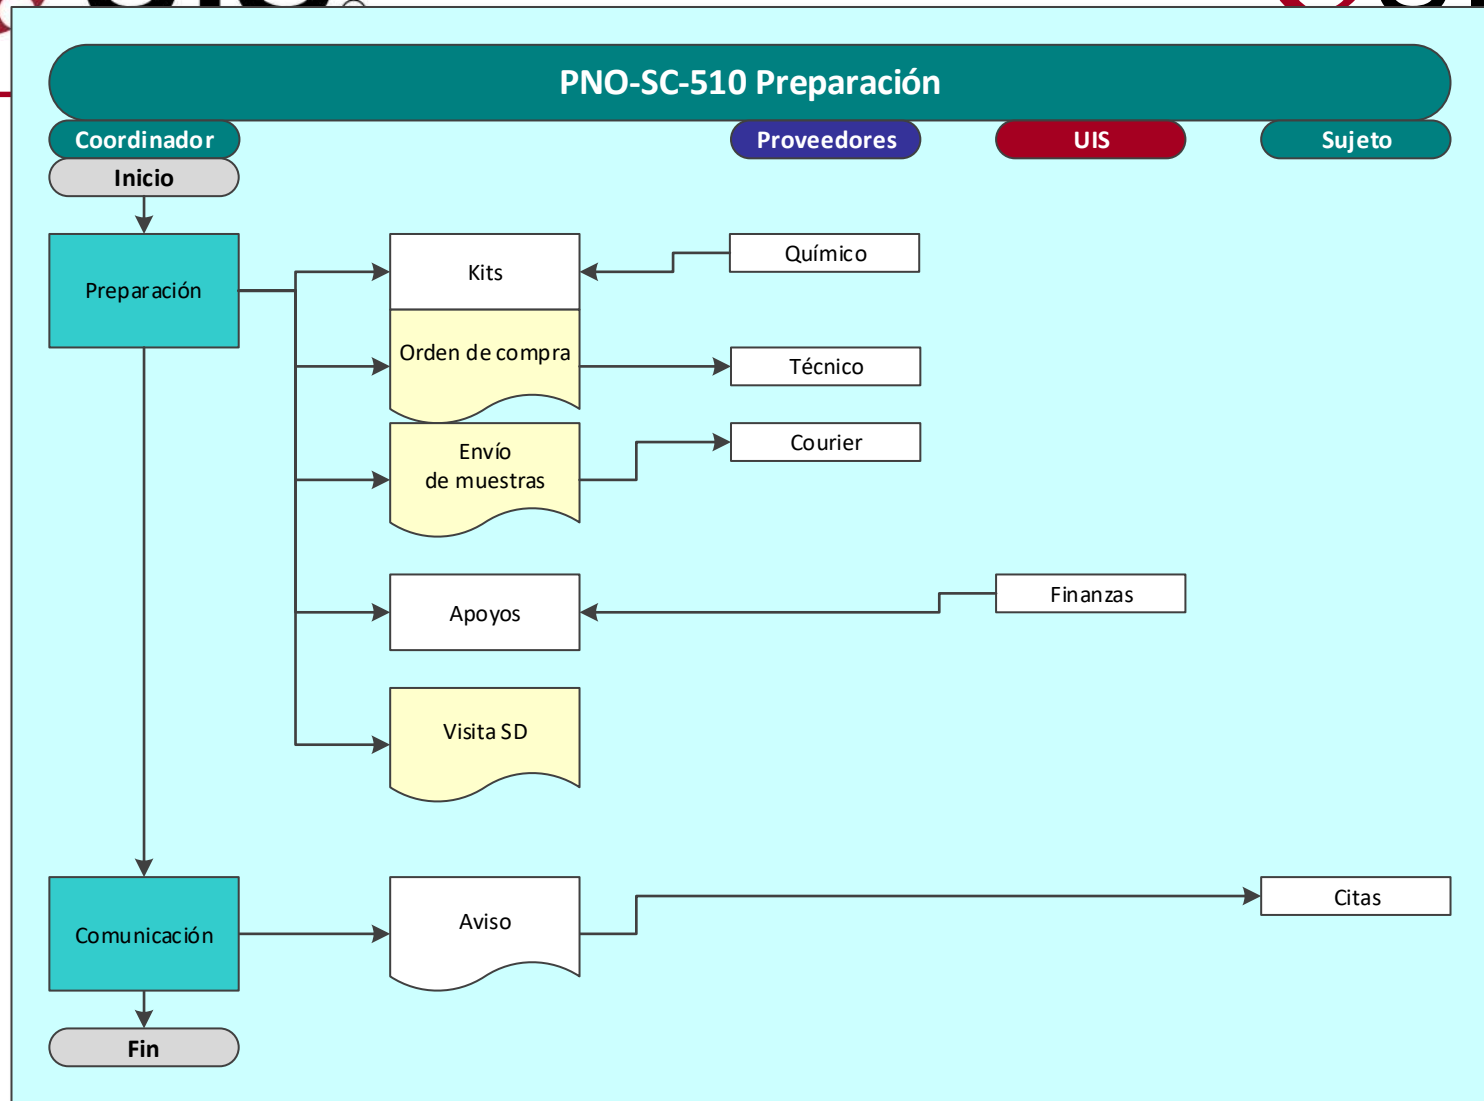 PNO-SC-510 Preparación
Coordinador
Proveedores
UIS
Sujeto
Inicio
Preparación
Kits
Químico
Orden de compra
Técnico
Envío
de muestras
Courier
Apoyos
Finanzas
Visita SD
Comunicación
Aviso
Citas
Fin